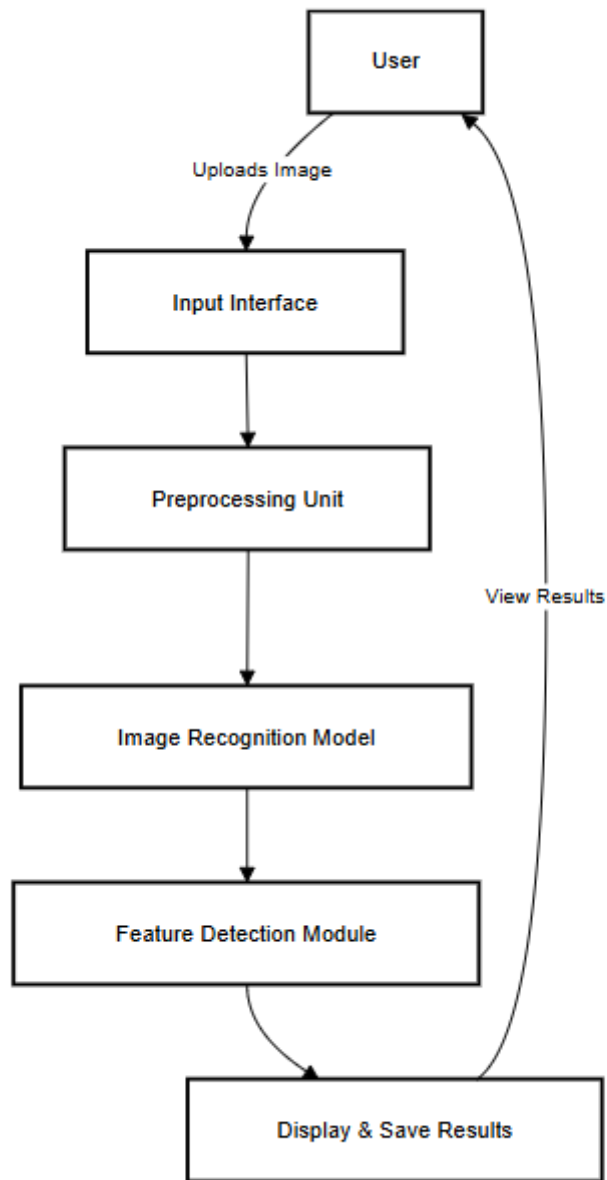 User
Uploads Image
Input Interface
Preprocessing Unit
View Results
Image Recognition Model
Feature Detection Module
Display & Save Results